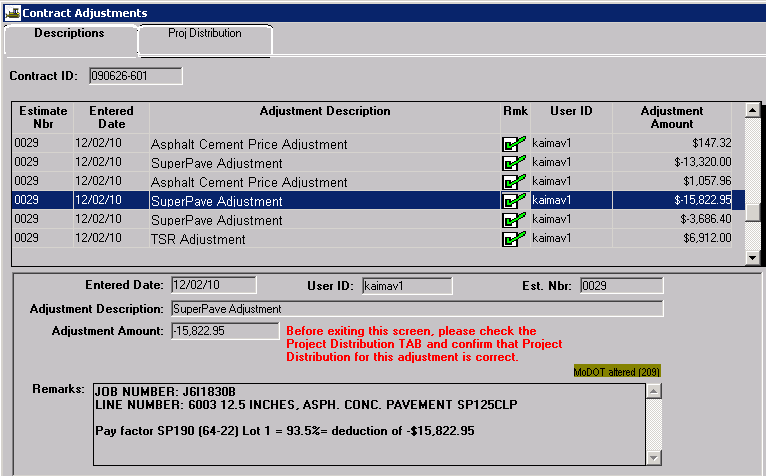 Contract Adjustments
Descriptions Proj Distribution
Contract ID: 090626-601
Estimate Nbr Entered Date Adjustment Description Rmk User ID Adjustment Amount
0029 12/02/10 Asphalt Cement Price Adjustment kaimav1 $147.32
0029 12/02/10 SuperPave Adjustment kaimav1 $-13,320.00
0029 12/02/10 Asphalt Cement Price Adjustment kaimav1 $1,057.96
0029 12/02/10 SuperPave Adjustment kaimav1 $-15,822.95
0029 12/02/10 SuperPave Adjustment kaimav1 $-3,686.40
0029 12/02/10 TSR Adjustment kaimav1 $6,912.00
Entered Date: 12/02/10 User ID: kaimav1 Est. Nbr: 0029
Adjustment Description: SuperPave Adjustment
Adjustment Amount: -15,822.95
Before exiting this screen, please check the
Project Distribution TAB and confirm that Project
Distribution for this adjustment is correct.
MoDOT altered (209)
Remarks: JOB NUMBER: J6I1830B
LINE NUMBER: 6003 12.5 INCHES, ASPH. CONC. PAVEMENT SP125CLP
Pay factor SP190 (64-22) Lot 1 = 93.5%= deduction of -$15,822.95